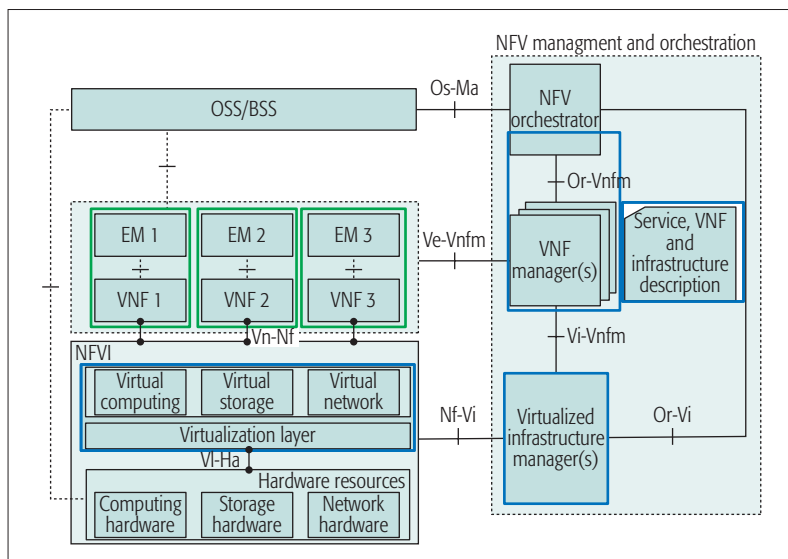 NFV managment and orchestration
OSS/BSS
Os-Ma
NFV
orchestrator
Or-Vnfm
EM 1
EM 2
EM 3
VNF 1
VNF 2
VNF 3
Ve-Vnfm
VNF
manager(s)
Service, VNF
and
infrastructure
description
Vn-Nf
NFVI
Vi-Vnfm
Virtual
computing
Virtual
storage
Virtual
network
Virtualization layer
Nf-Vi
Virtualized
infrastructure
manager(s)
Or-Vi
Vl-Ha
Hardware resources
Computing
hardware
Storage
hardware
Network
hardware